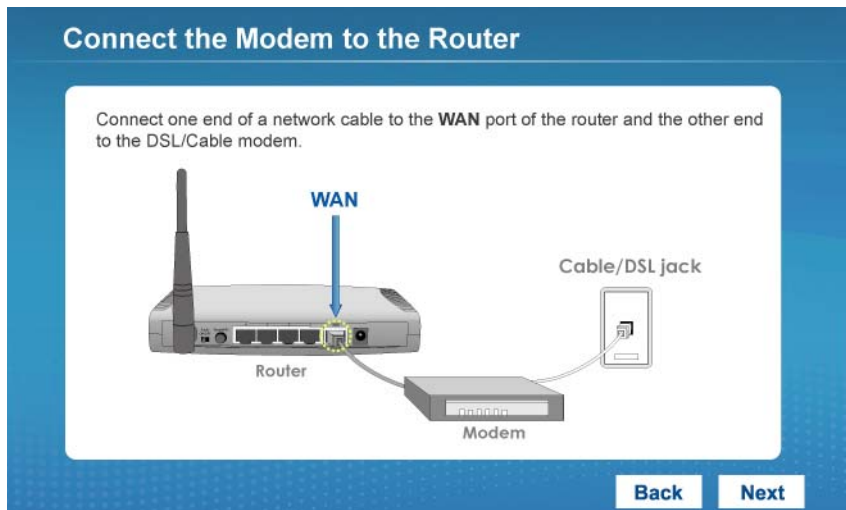 Connect the Modem to the Router
Connect one end of a network cable to the WAN port of the router and the other end
to the DSL/Cable modem.
WAN
Cable/DSL jack
Router
Modem
Back
Next